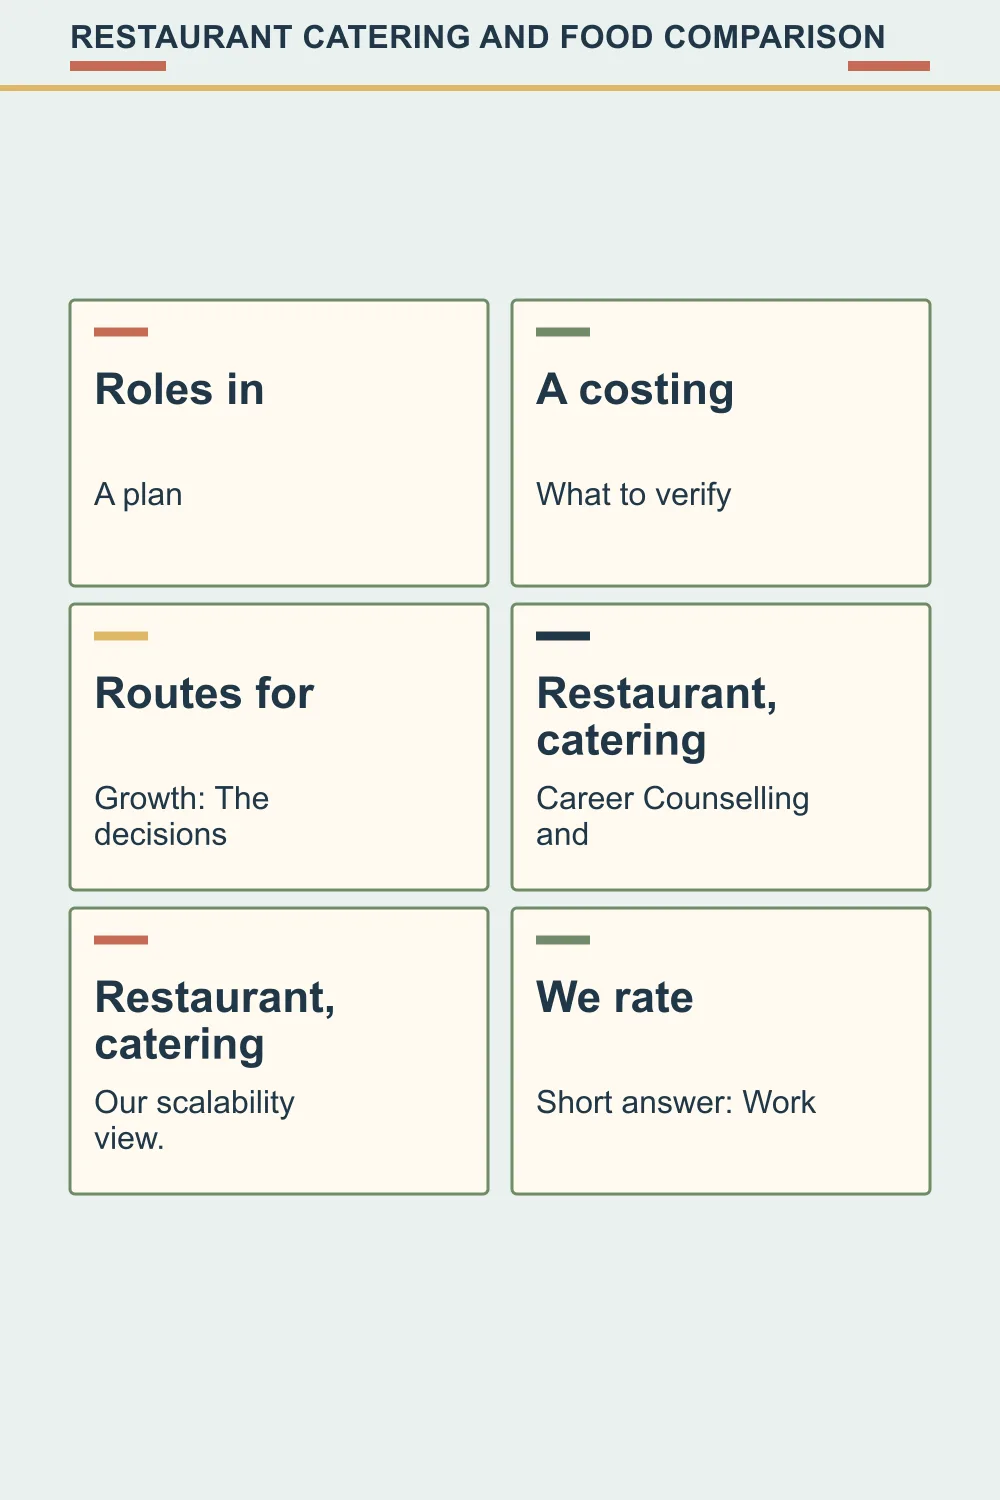 RESTAURANT CATERING AND FOOD COMPARISON
Roles in
A plan
A costing
What to verify
Routes for
Growth: The
decisions
Restaurant,
catering
Career Counselling
and
Restaurant,
catering
Our scalability
view.
We rate
Short answer: Work